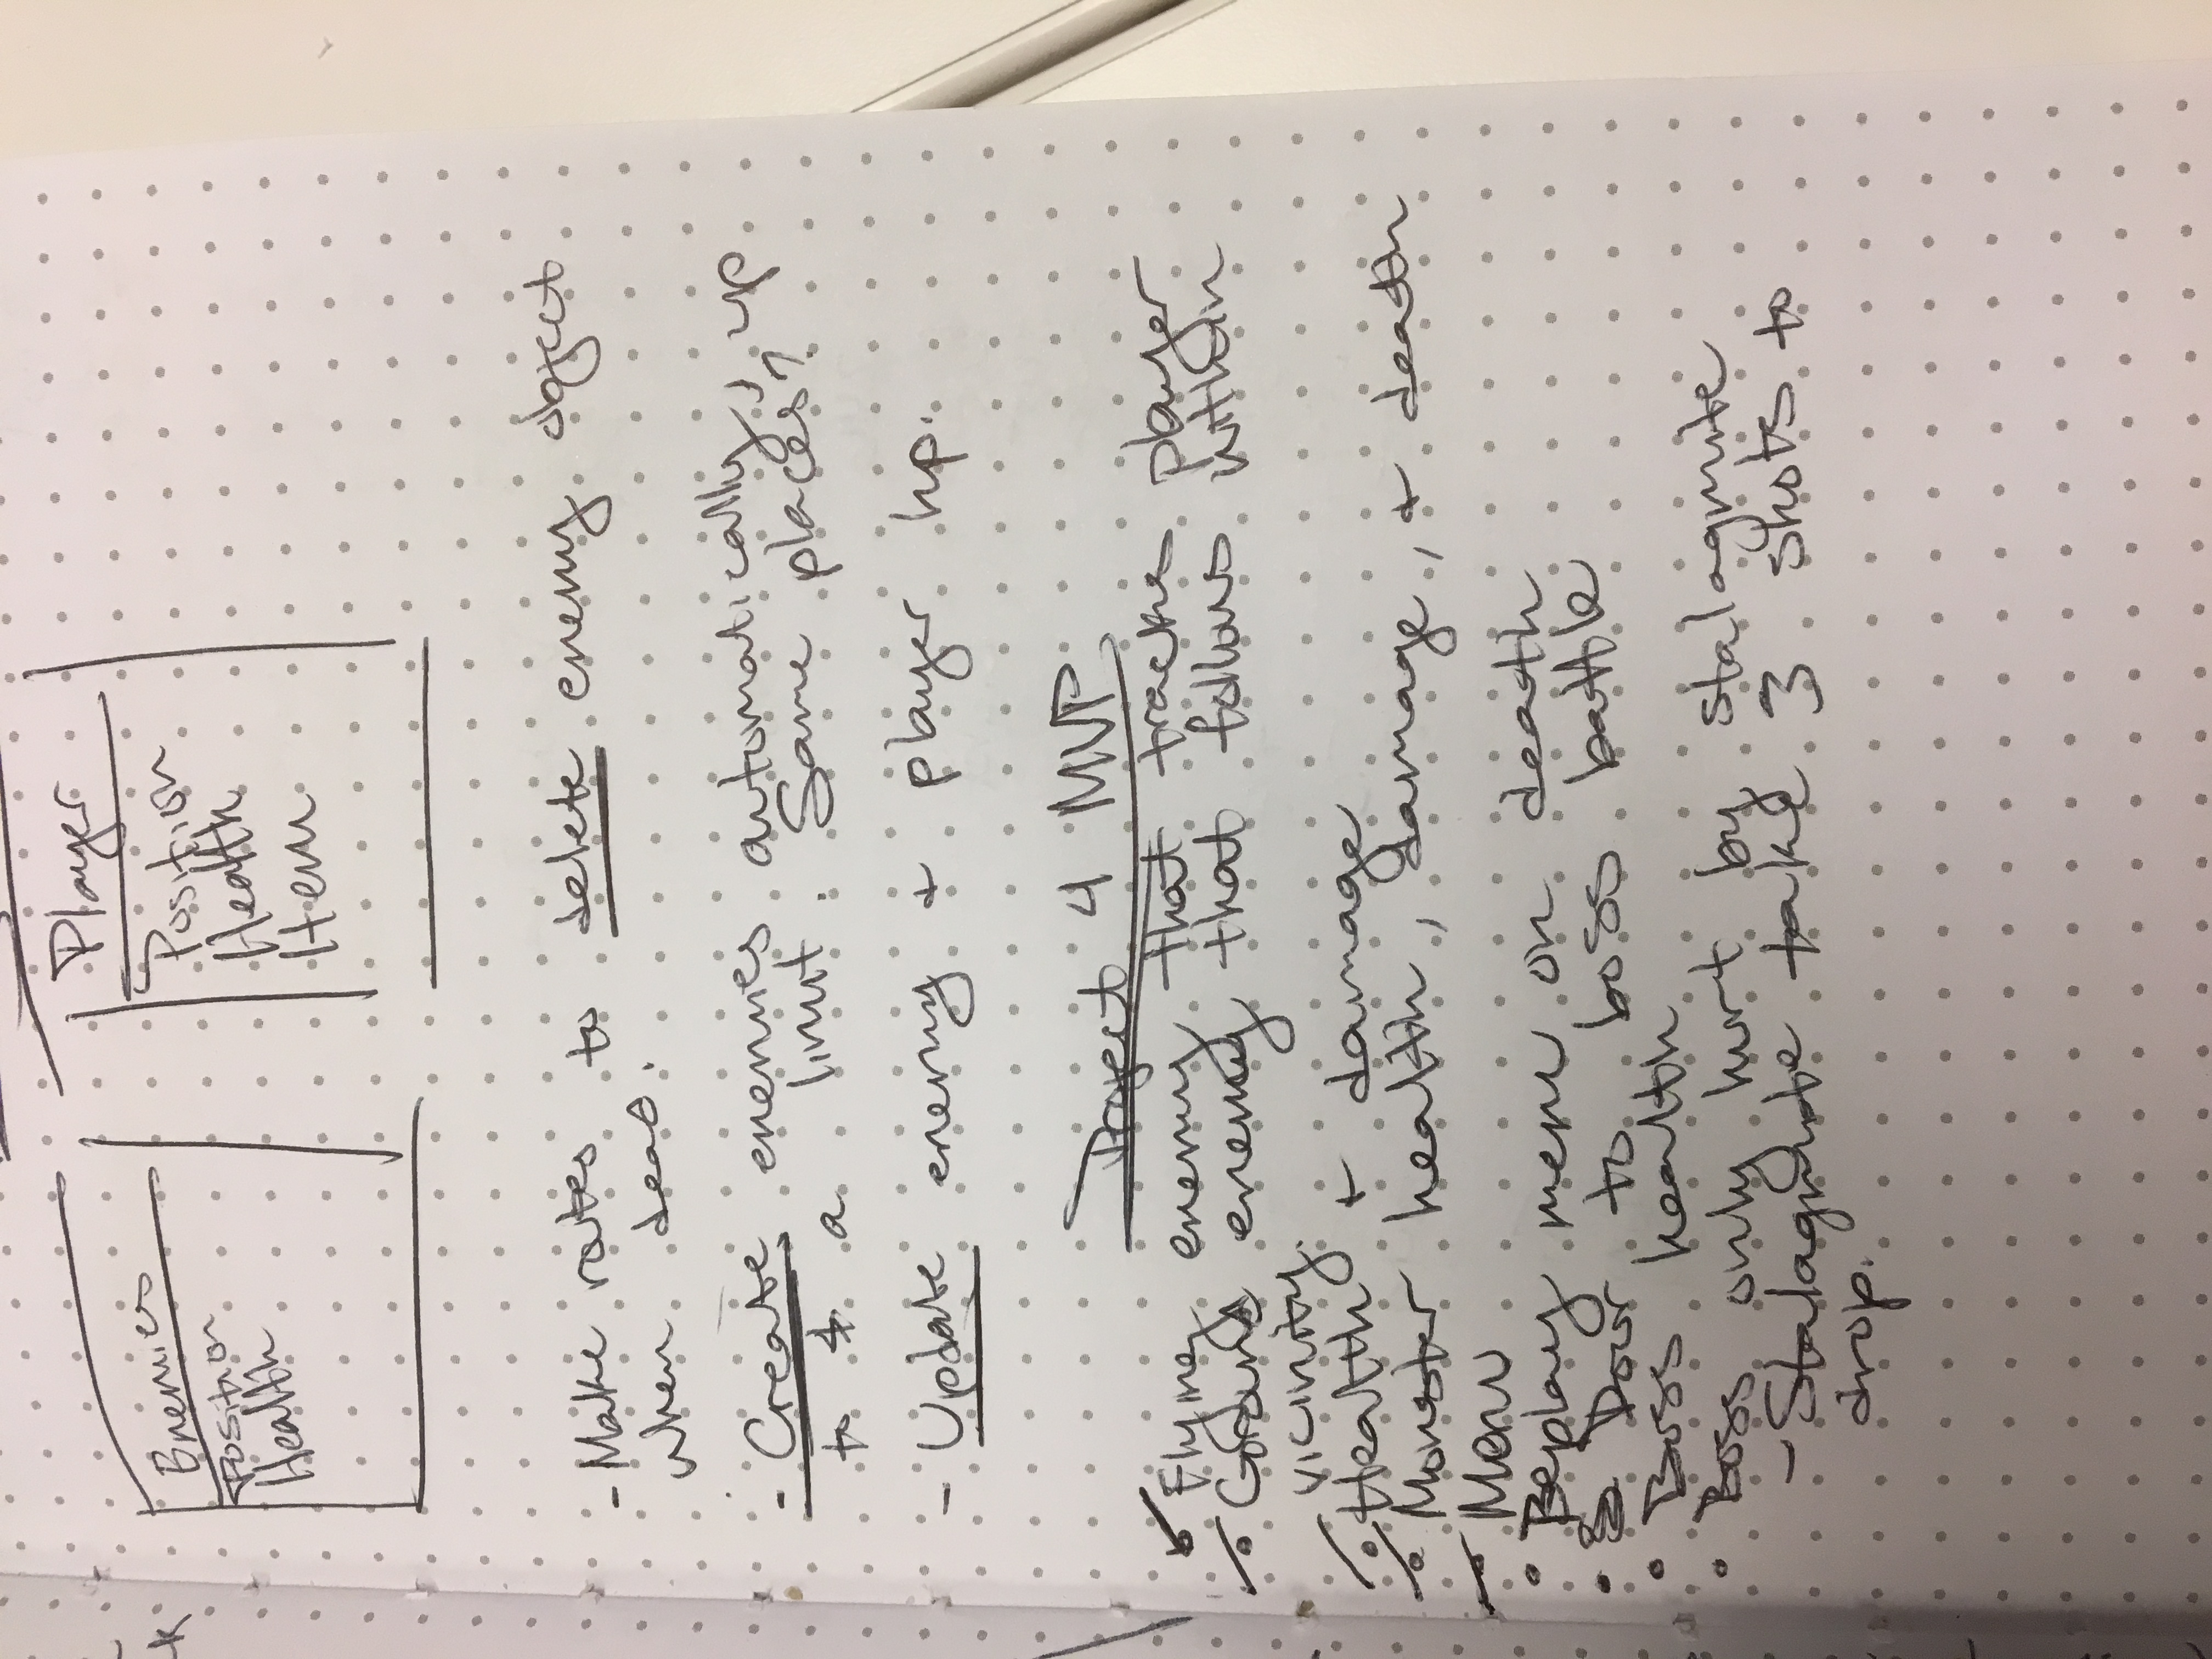 Enemies
Position
Health
Player
Position
Health
Item
- Make routes to delete enemy object
when dead.
- Create enemies automatically, up
to a limit. Same places?
- Update enemy + player hp.
Project 4 MVP
Flying enemy that tracks player
• Ground enemy that follows within
vicinity.
• Health + damage
• Monster health, damage, + death
Menu
• Replay menu on death
• Door to boss battle
• Boss health
• Boss only hurt by stalagmite
- Stalagmite take 3 shots to
drop.